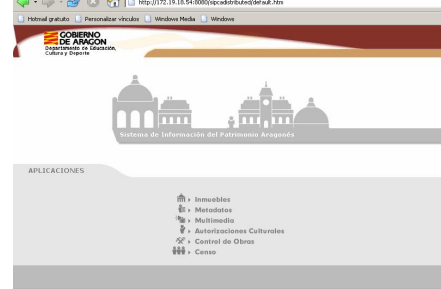 http://172.19.18.54:8080/sipcadistributed/default.htm
Hotmail gratuito Personalizar vínculos Windows Media Windows
GOBIERNO
DE ARAGON
Departamento de Educación,
Cultura y Deporte
Sistema de Información del Patrimonio Aragonés
APLICACIONES
Inmuebles
Metadatos
Multimedia
Autorizaciones Culturales
Control de Obras
Censo